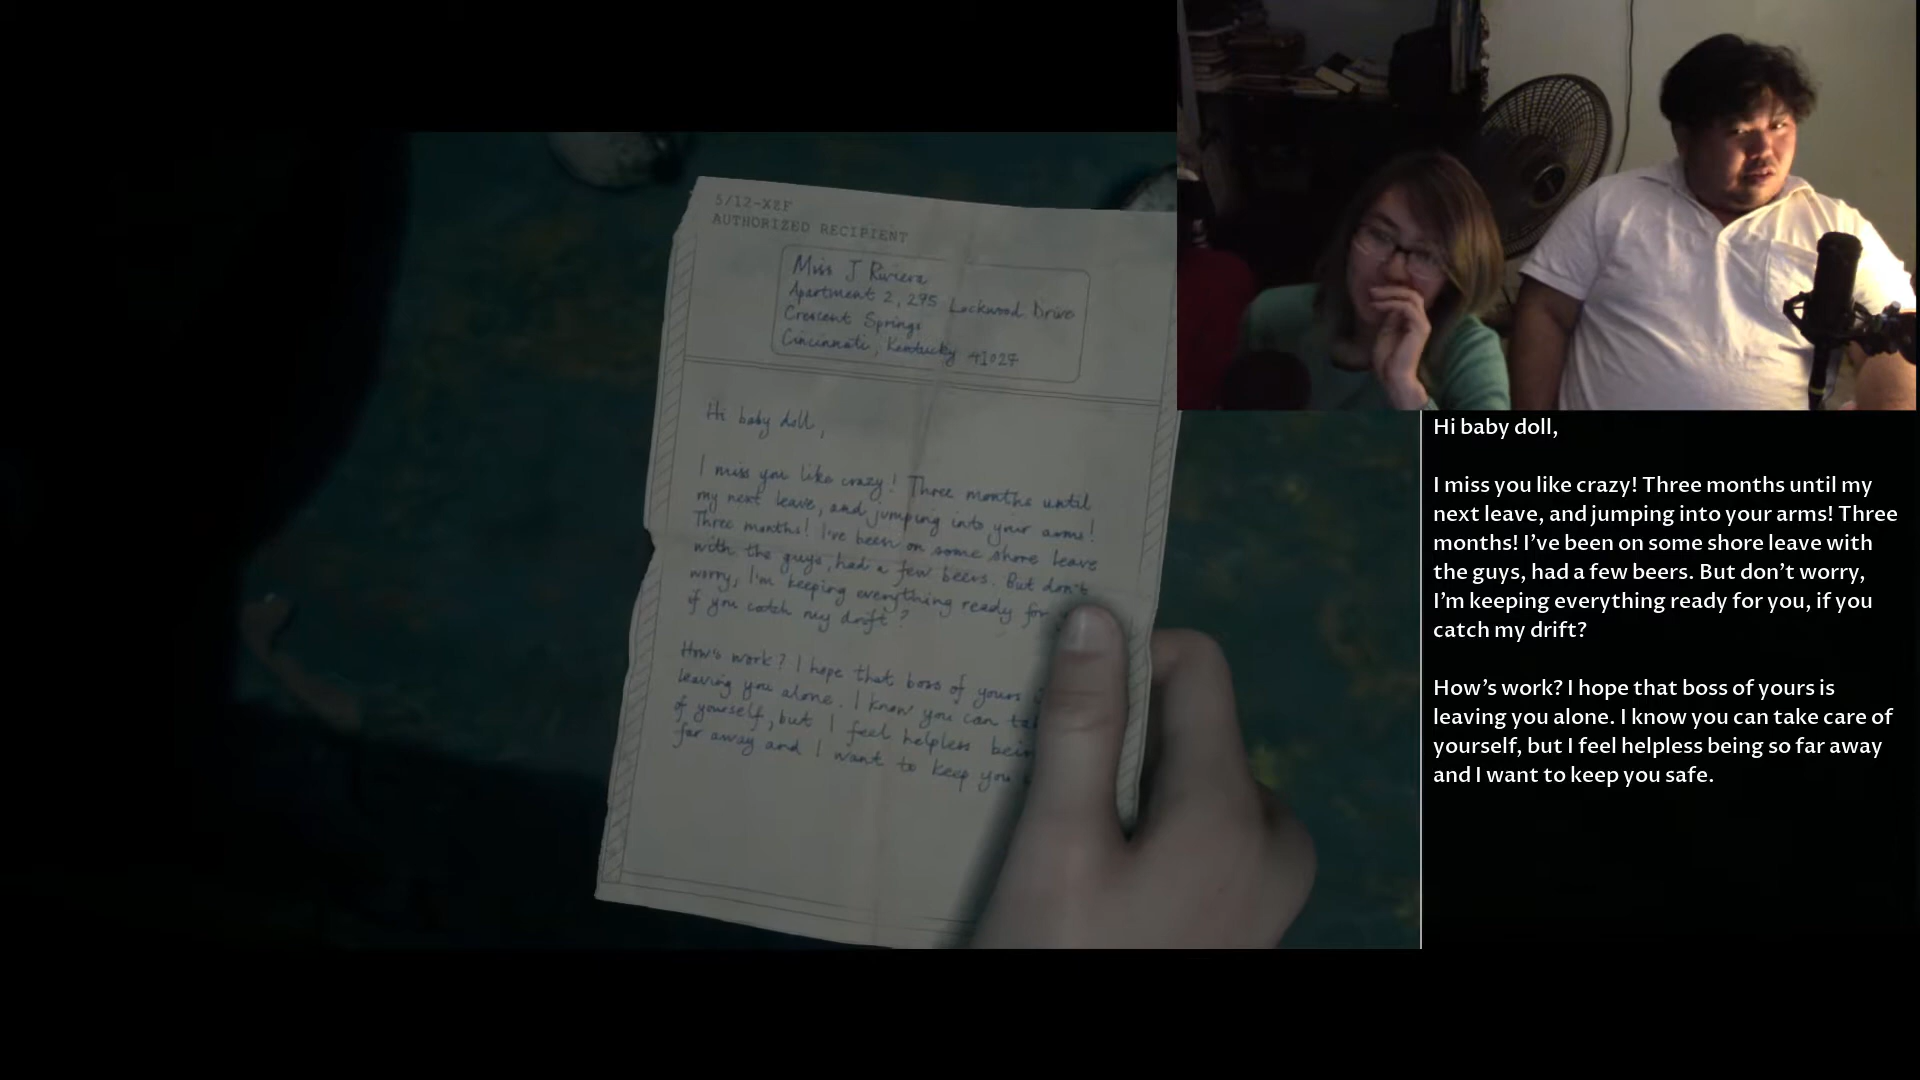 5/12-XZF
AUTHORIZED RECIPIENT
Miss J Riviera
Apartment 2, 295 Lockwood Drive
Crescent Springs
Cincinnati, Kentucky 41027
Hi baby doll,
I miss you like crazy! Three months until
my next leave, and jumping into your arms!
Three months! I've been on some shore leave
with the guys, had a few beers. But don't
worry, I'm keeping everything ready for
if you catch my drift?
How's work? I hope that boss of yours
leaving you alone. I know you can
of yourself, but I feel helpless
far away and I want to keep you
Hi baby doll,
I miss you like crazy! Three months until my
next leave, and jumping into your arms! Three
months! I've been on some shore leave with
the guys, had a few beers. But don't worry,
I'm keeping everything ready for you, if you
catch my drift?
How's work? I hope that boss of yours is
leaving you alone. I know you can take care of
yourself, but I feel helpless being so far away
and I want to keep you safe.